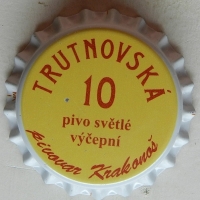 TRUTNOVSKÁ
10
pivo světlé
výčepní
pivovar Krakonoš